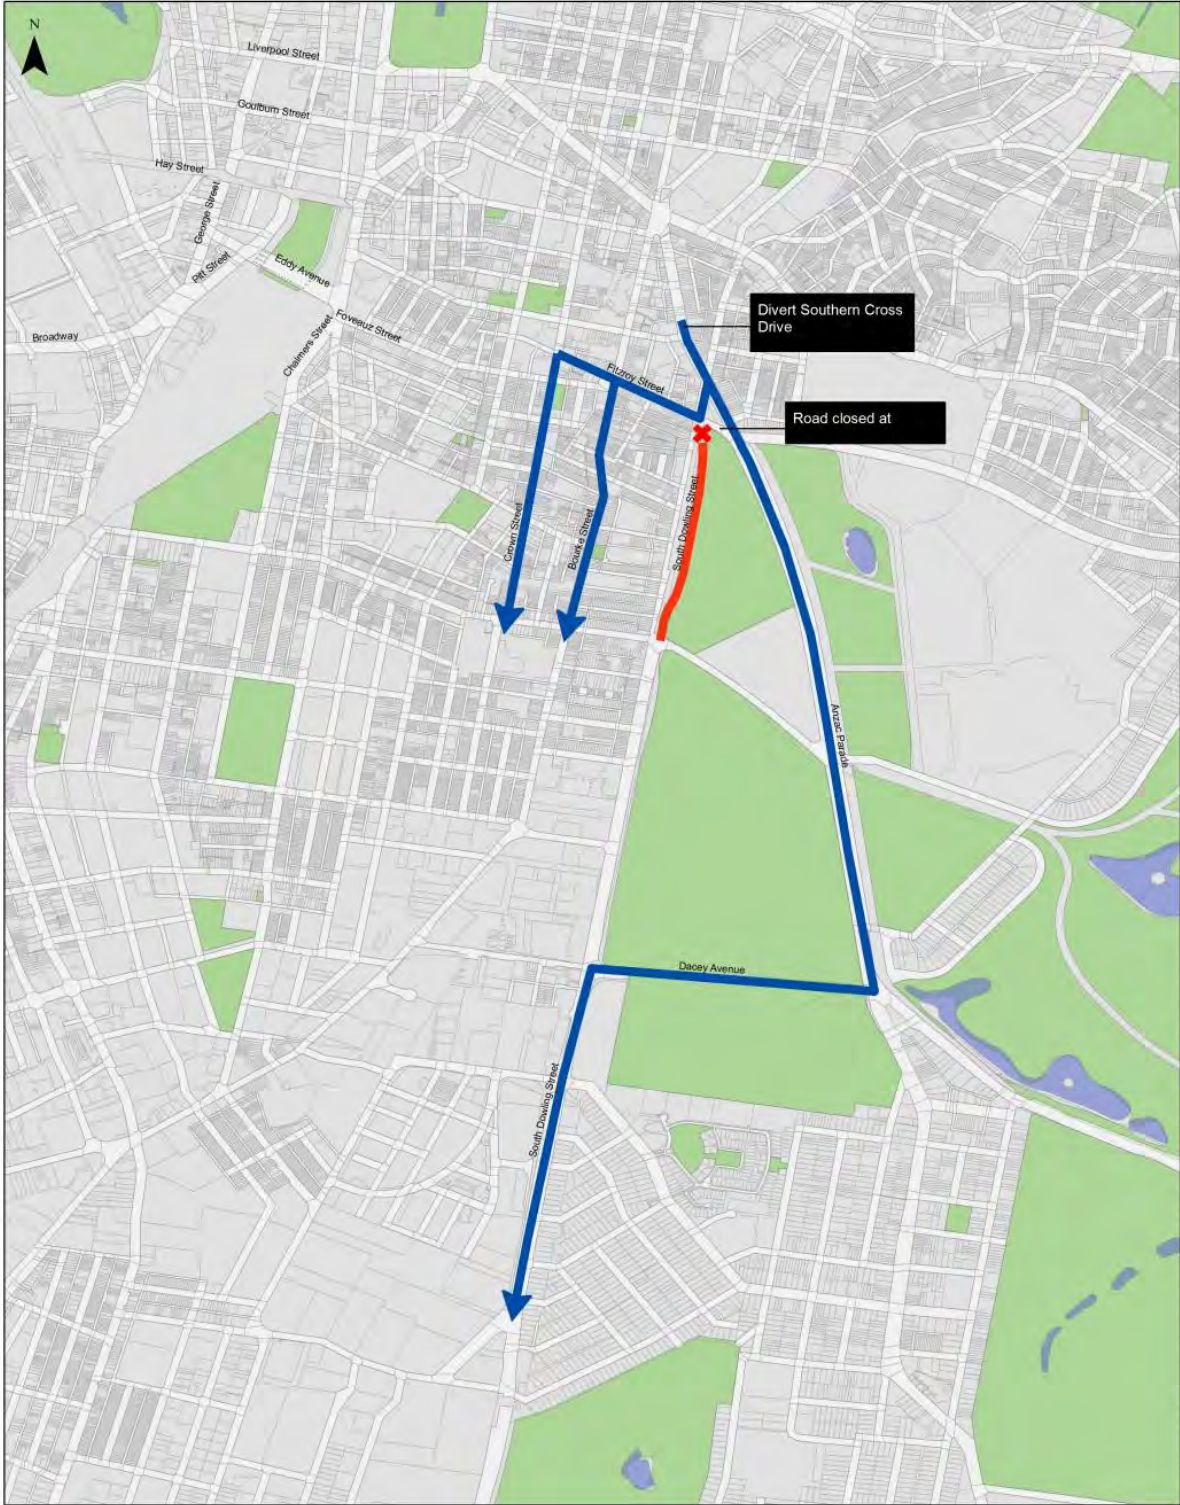 N
Liverpool Street
Goulburn Street
Hay Street
George Street
Pitt Street
Eddy Avenue
Broadway
Chalmers Street
Foveauz Street
Divert Southern Cross
Drive
Fitzroy Street
Road closed at
Crown Street
Bourke Street
South Dowling Street
Anzac Parade
Dacey Avenue
South Dowling Street